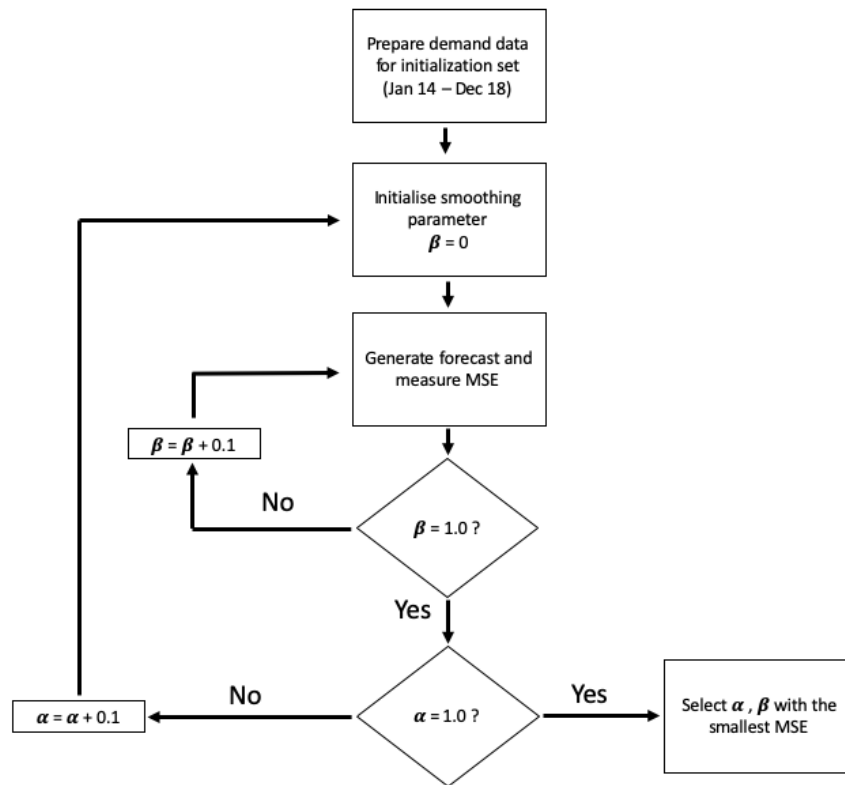 Prepare demand data
for initialization set
(Jan 14 – Dec 18)
Initialise smoothing
parameter
β = 0
Generate forecast and
measure MSE
β = β + 0.1
No
β = 1.0 ?
Yes
No
Yes
α = α + 0.1
α = 1.0 ?
Select α , β with the
smallest MSE